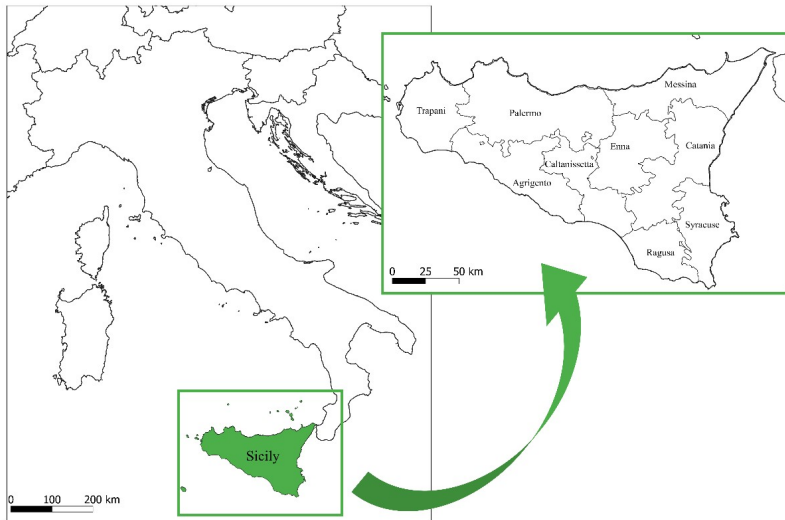 Messina
Trapani
Palermo
Enna
Catania
Caltanissetta
Agrigento
Syracuse
Ragusa
0 25 50 km
Sicily
0 100 200 km